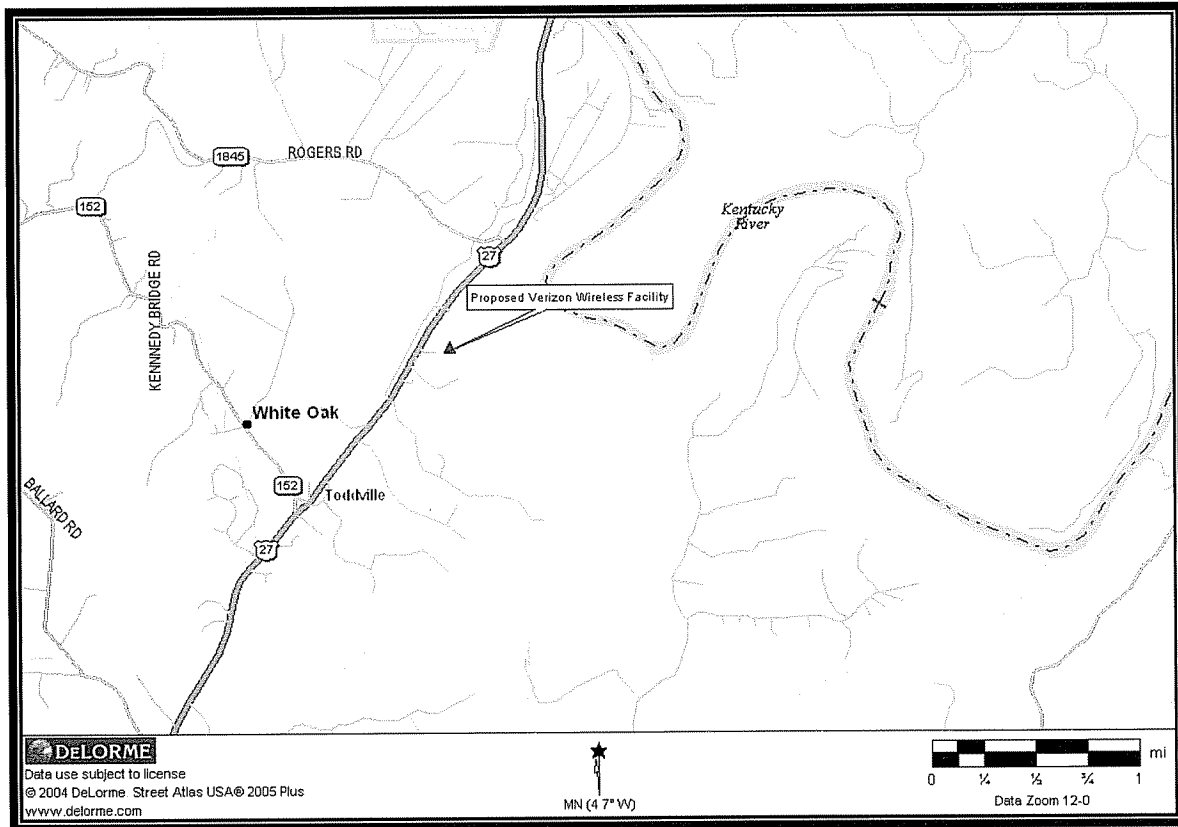 1845
ROGERS RD
152
Kentucky
River
27
Proposed Verizon Wireless Facility
KENNNEDY BRIDGE RD
White Oak
152
Toddville
BALLARD RD
27
DELORME
Data use subject to license
© 2004 DeLorme. Street Atlas USA® 2005 Plus
www.delorme.com
MN (4.7° W)
mi
0 ¼ ½ ¾ 1
Data Zoom 12-0